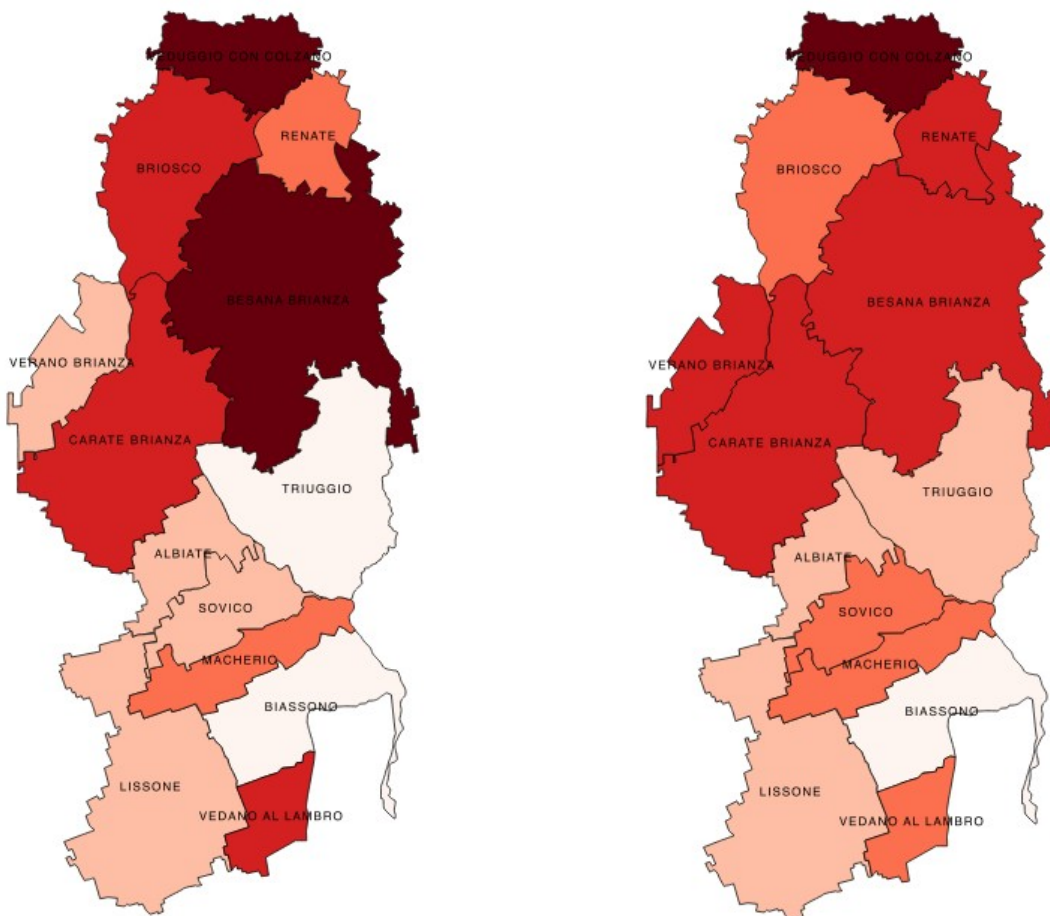 VEDUGGIO CON COLZANO
RENATE
BRIOSCO
BESANA BRIANZA
VERANO BRIANZA
CARATE BRIANZA
TRIUGGIO
ALBIATE
SOVICO
MACHERIO
BIASSONO
LISSONE
VEDANO AL LAMBRO
VEDUGGIO CON COLZANO
RENATE
BRIOSCO
BESANA BRIANZA
VERANO BRIANZA
CARATE BRIANZA
TRIUGGIO
ALBIATE
SOVICO
MACHERIO
BIASSONO
LISSONE
VEDANO AL LAMBRO